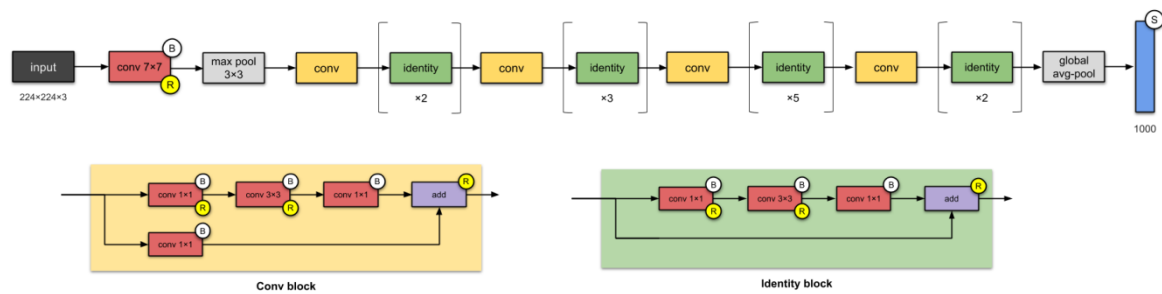 input
224×224×3
conv 7×7
B
R
max pool
3×3
conv
identity
×2
conv
identity
×3
conv
identity
×5
conv
identity
×2
global
avg-pool
S
1000
conv 1×1
B
R
conv 3×3
B
R
conv 1×1
B
add
R
conv 1×1
B
Conv block
conv 1×1
B
R
conv 3×3
B
R
conv 1×1
B
add
R
Identity block